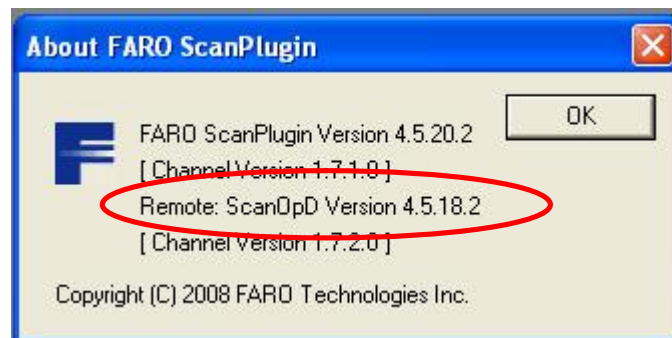 About FARO ScanPlugin
OK
FARO ScanPlugin Version 4.5.20.2
[ Channel Version 1.7.1.0 ]
Remote: ScanOpD Version 4.5.18.2
[ Channel Version 1.7.2.0 ]
Copyright (C) 2008 FARO Technologies Inc.